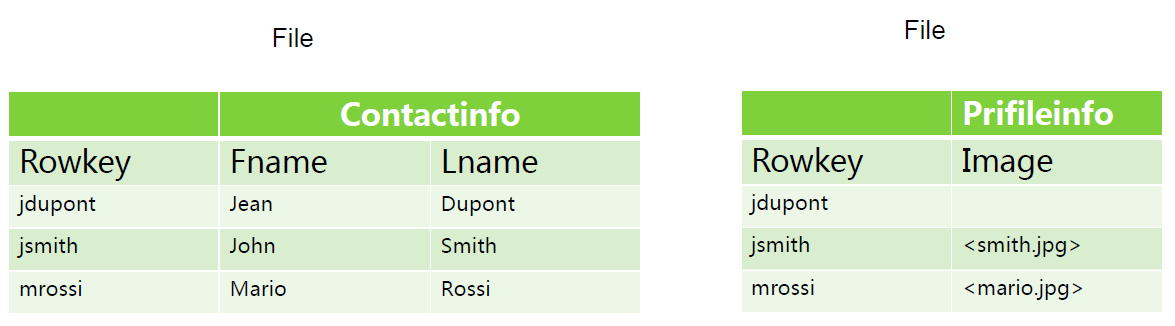 File
Contactinfo
Rowkey Fname Lname
jdupont Jean Dupont
jsmith John Smith
mrossi Mario Rossi
File
Prifileinfo
Rowkey Image
jdupont
jsmith <smith.jpg>
mrossi <mario.jpg>